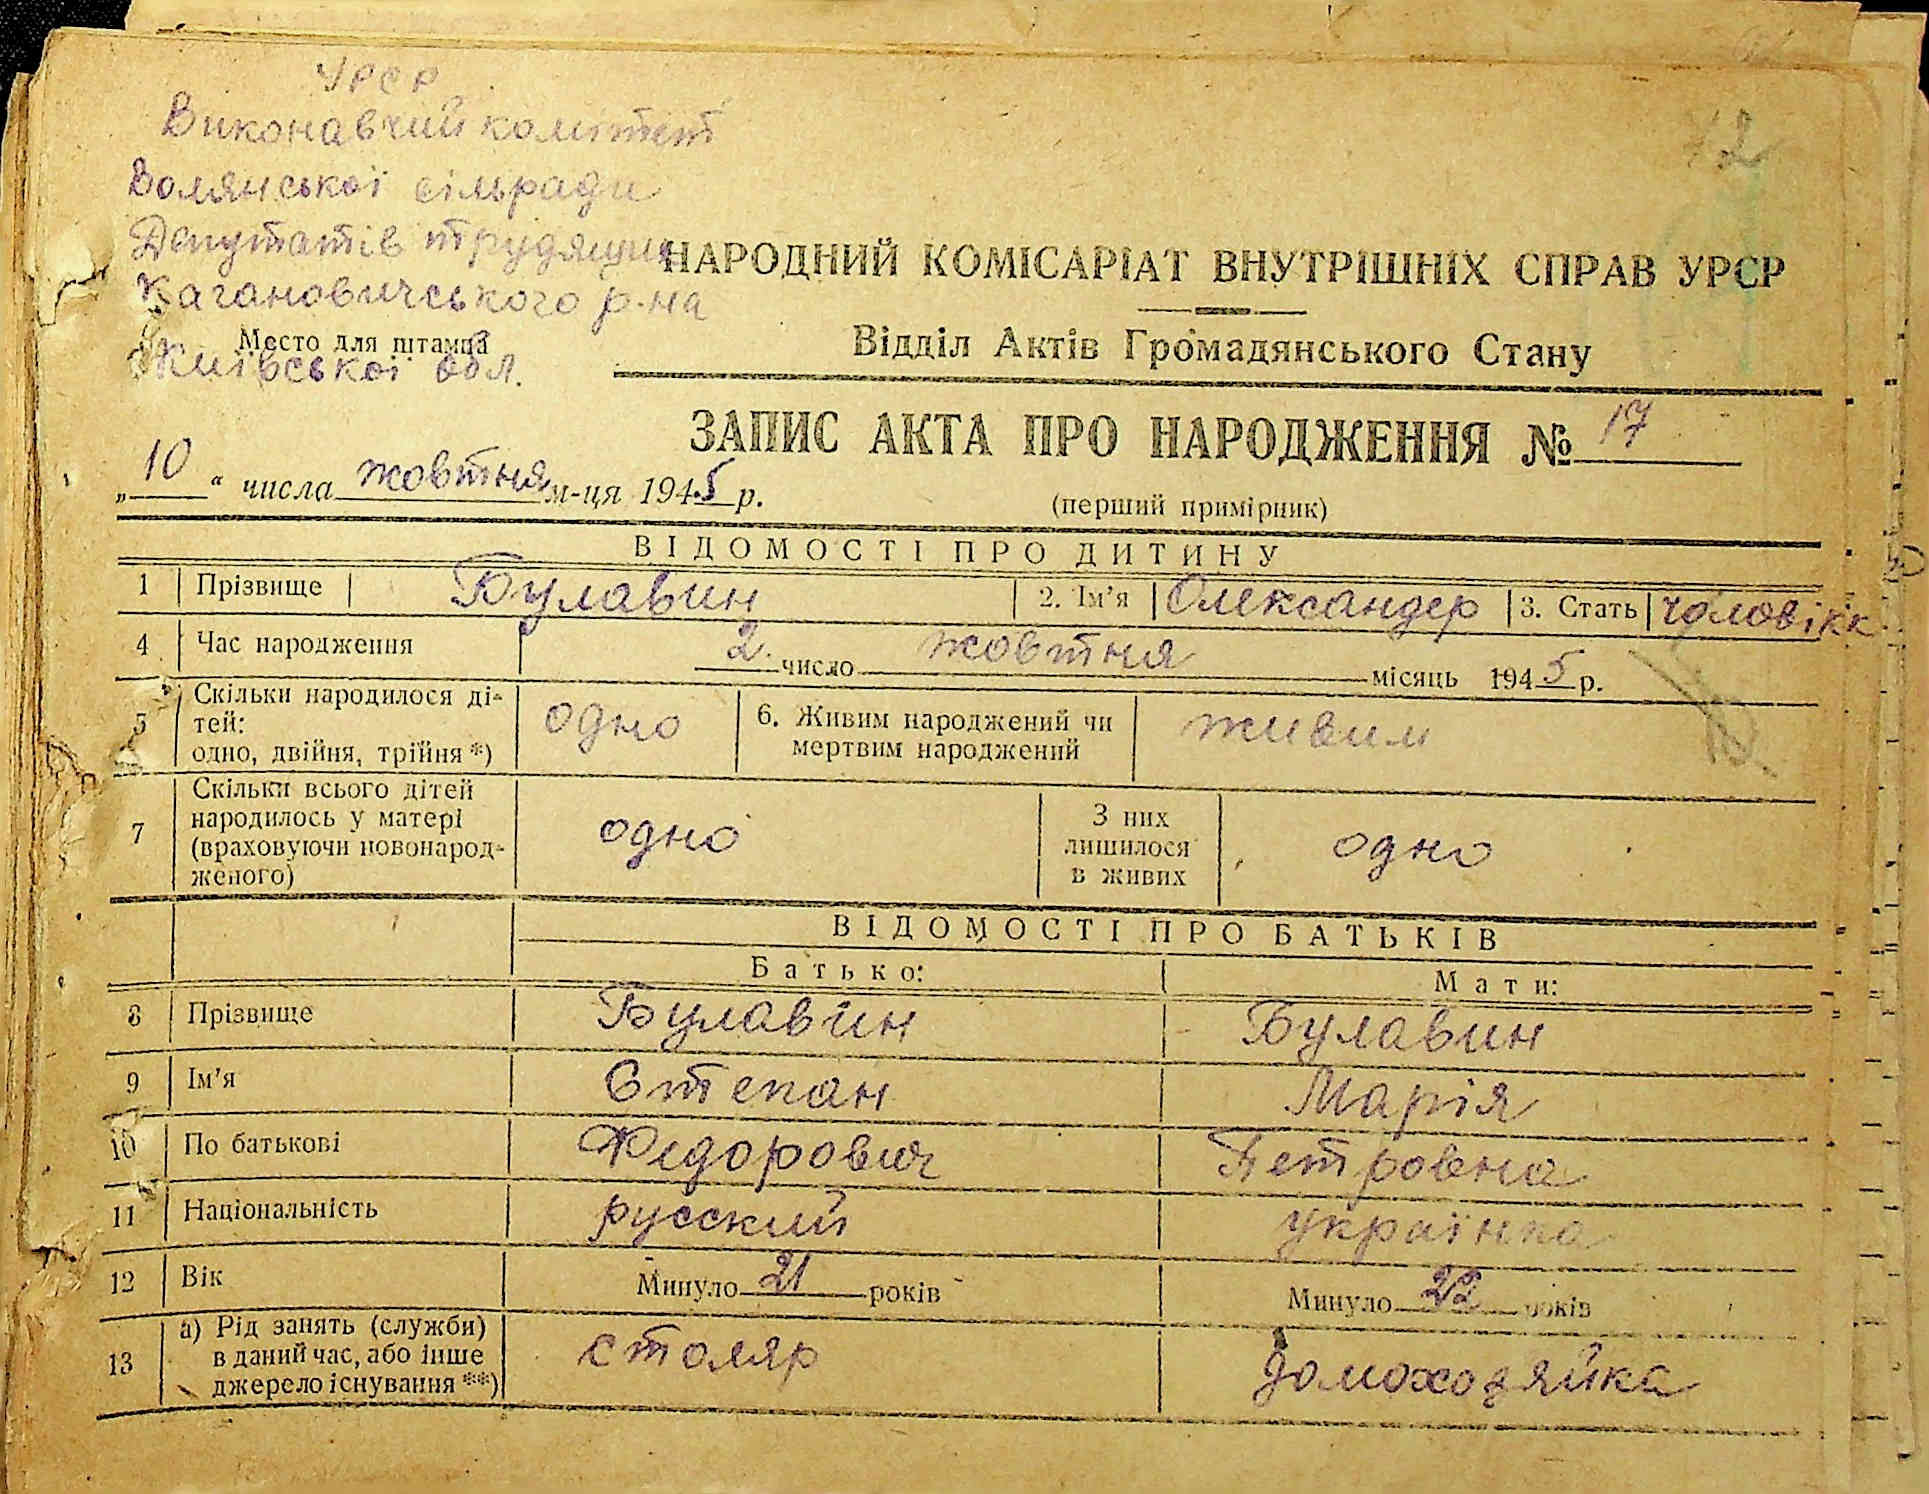 УРСР
Виконавчий комітет
Волянської сільради
Депутатів трудящих
Кагановичського р-на
Место для штампа
Київської обл.
НАРОДНИЙ КОМІСАРІАТ ВНУТРІШНІХ СПРАВ УРСР
Відділ Актів Громадянського Стану
ЗАПИС АКТА ПРО НАРОДЖЕННЯ № 17
„10“ числа жовтня м-ця 1945 р.
(перший примірник)
ВІДОМОСТІ ПРО ДИТИНУ
1 Прізвище Булавин 2. Ім'я Олександер 3. Стать чоловікк
4 Час народження 2 число жовтня місяць 1945 р.
5 Скільки народилося ді-
тей:
одно, двійня, трійня *) одно 6. Живим народжений чи
мертвим народжений живим
7 Скільки всього дітей
народилось у матері
(враховуючи новонарод-
женого) одно З них
лишилося
в живих одно
ВІДОМОСТІ ПРО БАТЬКІВ
Батько: Мати:
8 Прізвище Булавин Булавин
9 Ім'я Степан Марія
10 По батькові Федорович Петровна
11 Національність русский українка
12 Вік Минуло 21 років Минуло 22 років
13 а) Рід занять (служби)
в даний час, або інше
джерело існування **) столяр домохозяйка